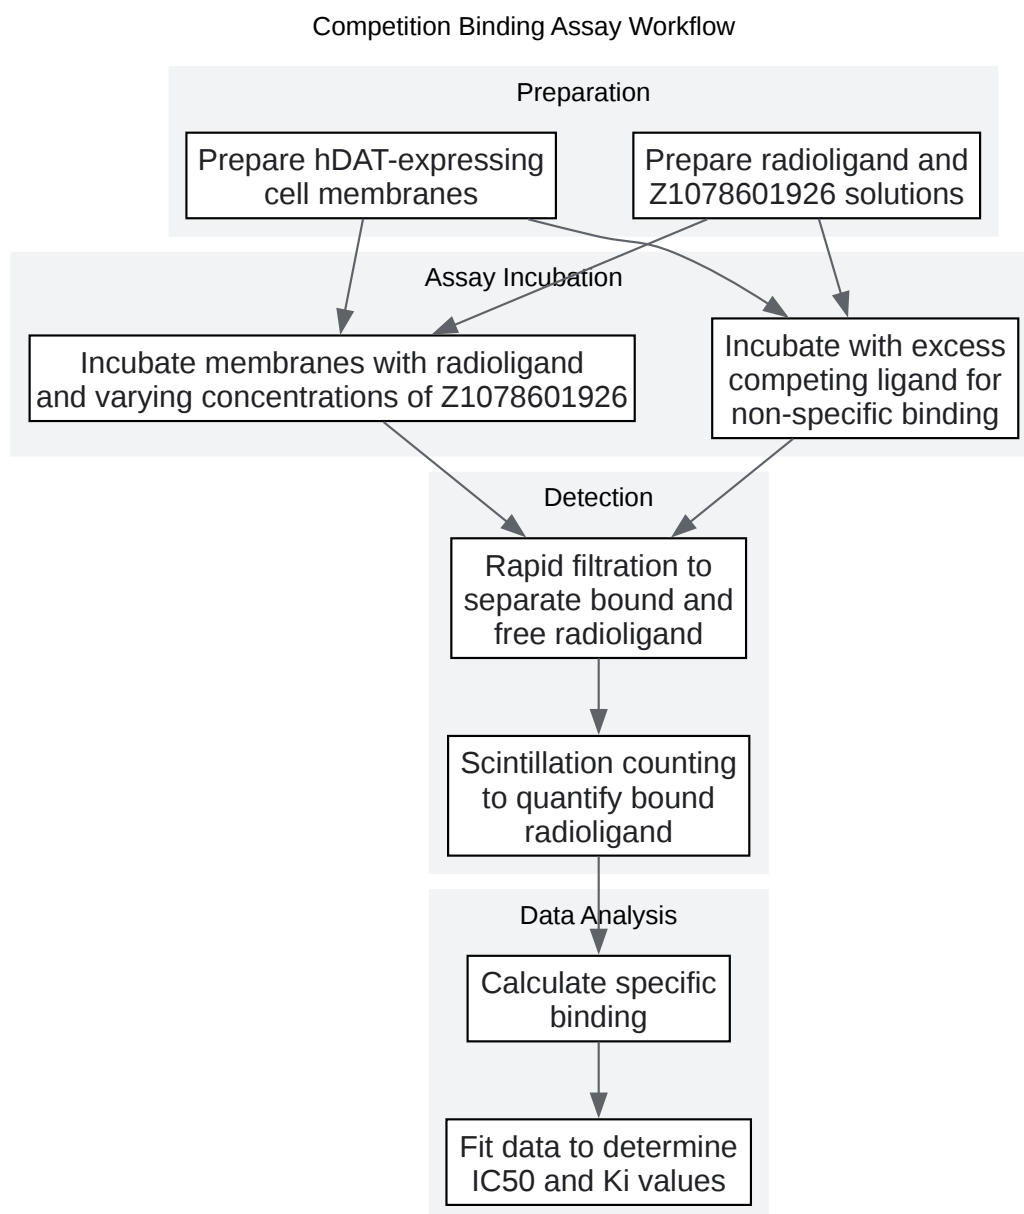 Competition Binding Assay Workflow
Preparation
Prepare hDAT-expressing
cell membranes
Prepare radioligand and
Z1078601926 solutions
Assay Incubation
Incubate membranes with radioligand
and varying concentrations of Z1078601926
Incubate with excess
competing ligand for
non-specific binding
Detection
Rapid filtration to
separate bound and
free radioligand
Scintillation counting
to quantify bound
radioligand
Data Analysis
Calculate specific
binding
Fit data to determine
IC50 and Ki values